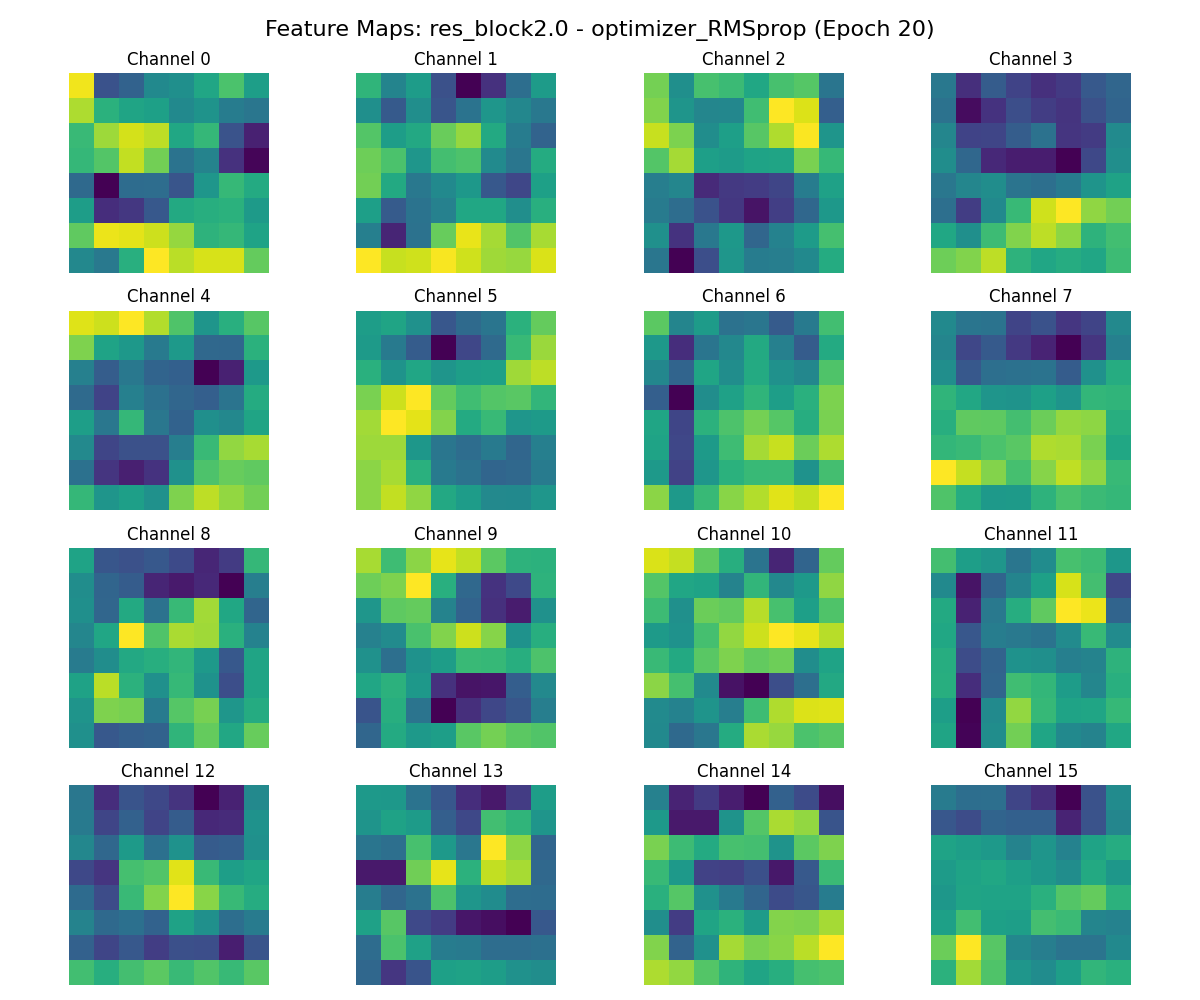 Feature Maps: res_block2.0 - optimizer_RMSprop (Epoch 20)
Channel 0
Channel 1
Channel 2
Channel 3
Channel 4
Channel 5
Channel 6
Channel 7
Channel 8
Channel 9
Channel 10
Channel 11
Channel 12
Channel 13
Channel 14
Channel 15